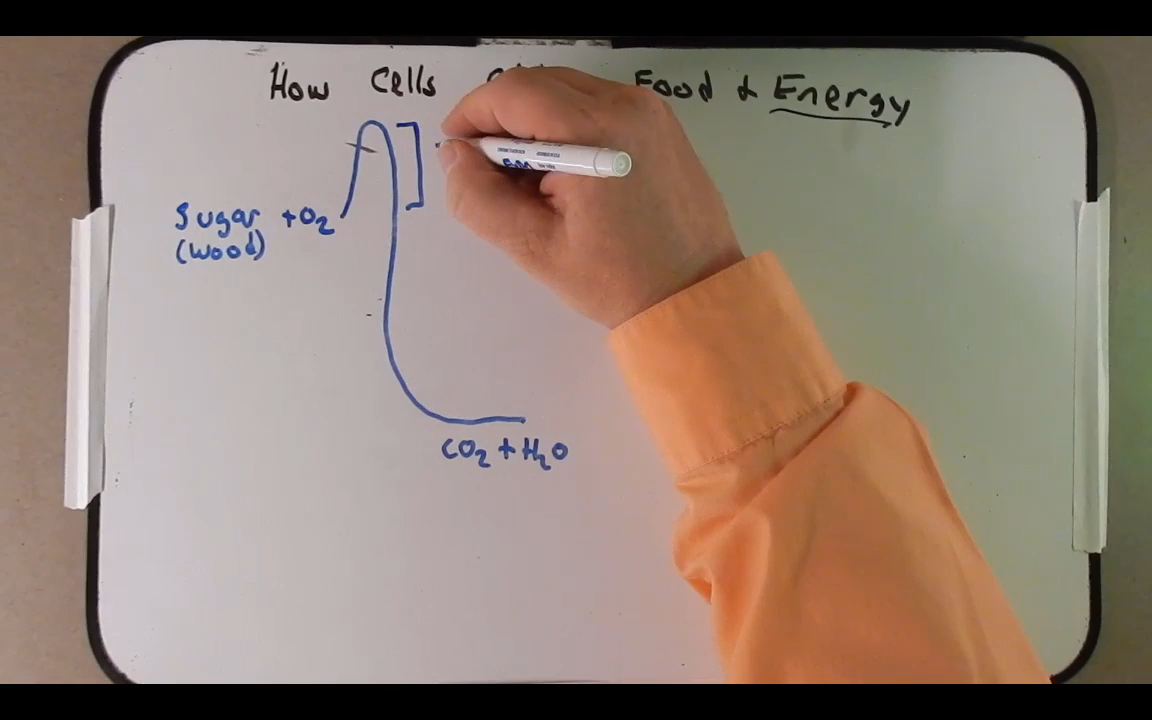 How Cells Food & Energy
Sugar + O₂
(wood)
CO₂ + H₂O